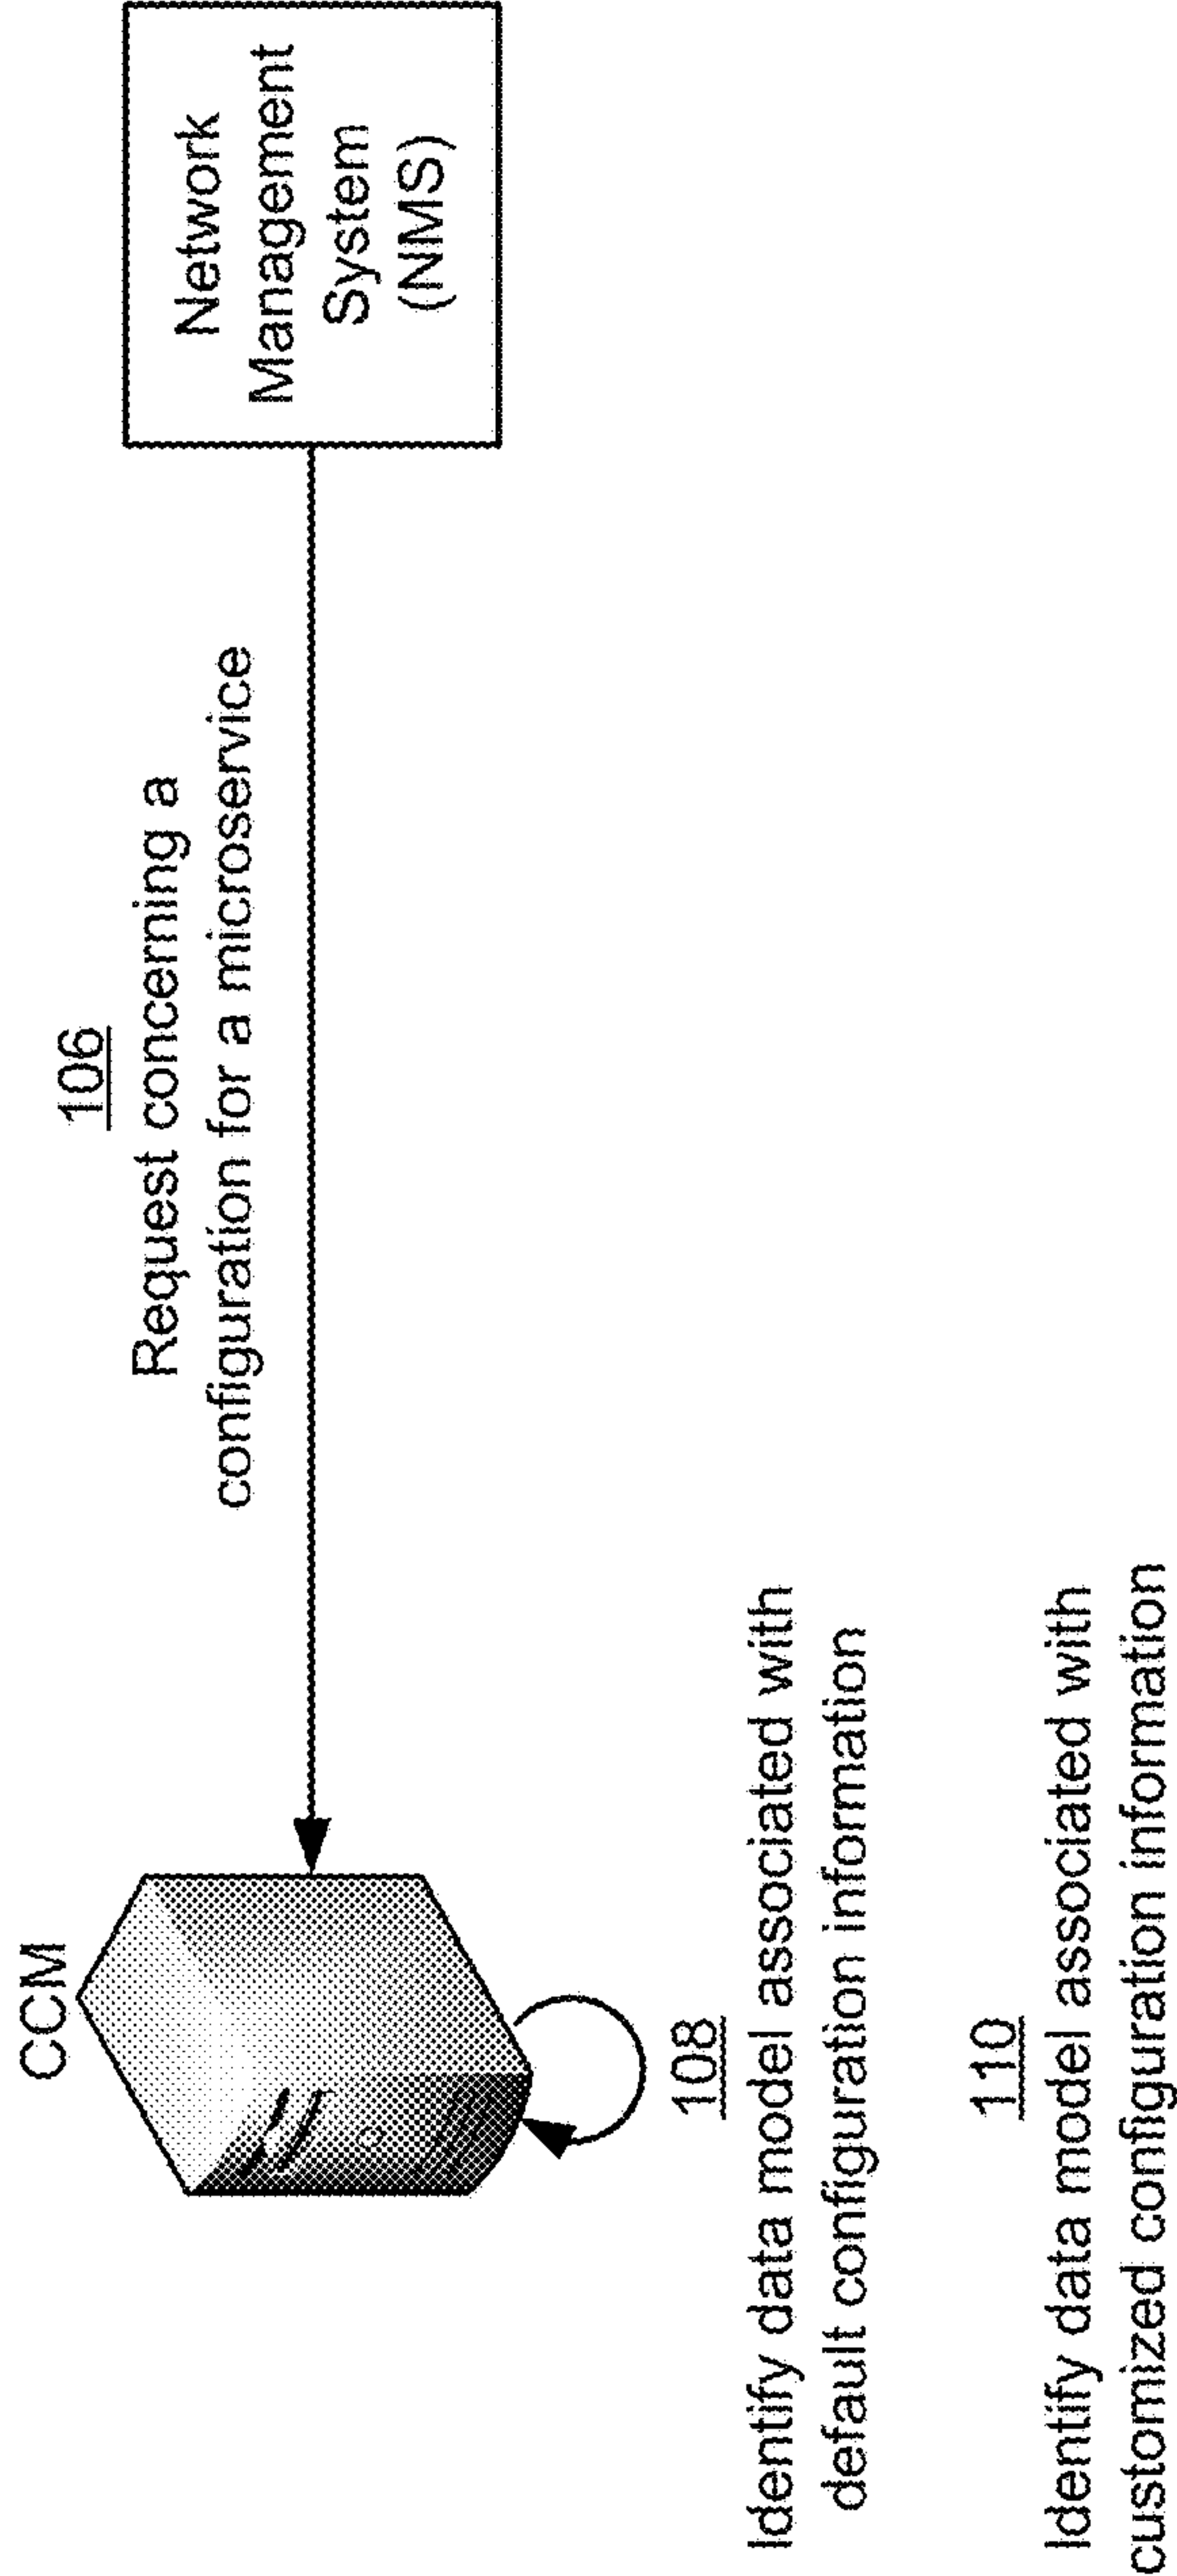 CCM
106
Request concerning a
configuration for a microservice
Network
Management
System
(NMS)
108
Identify data model associated with
default configuration information
110
Identify data model associated with
customized configuration information